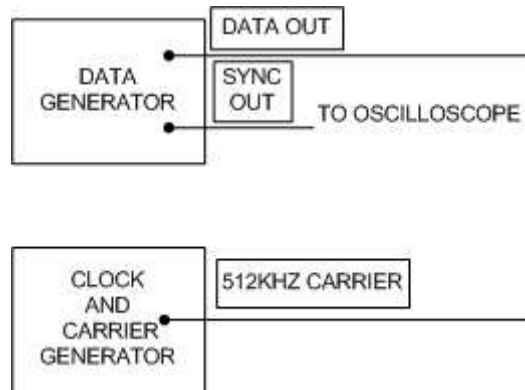 DATA OUT
DATA
GENERATOR
SYNC
OUT
TO OSCILLOSCOPE
CLOCK
AND
CARRIER
GENERATOR
512KHZ CARRIER